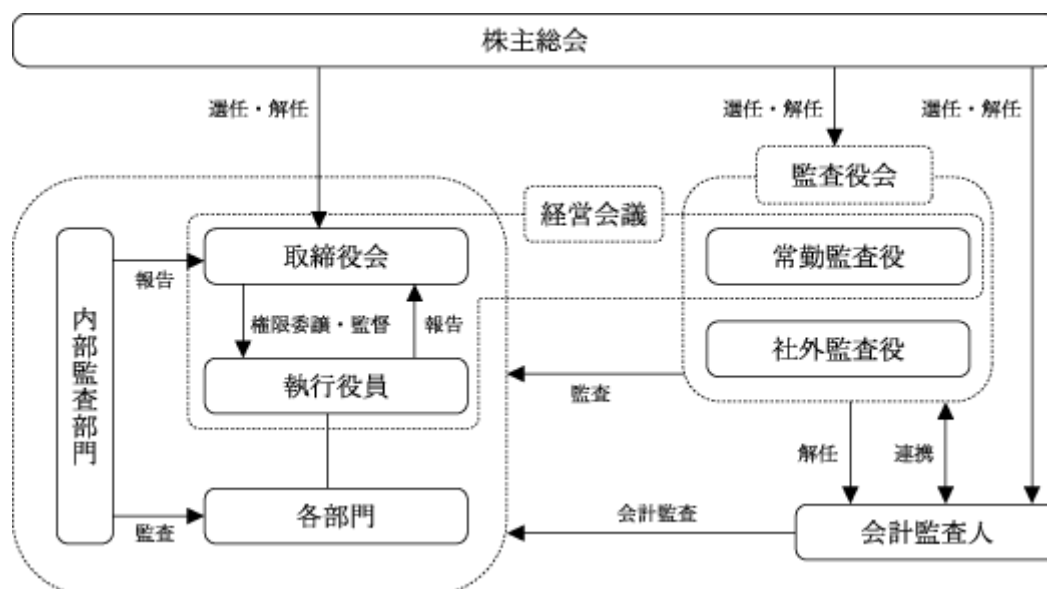 株主総会
選任・解任
選任・解任
選任・解任
監査役会
経営会議
取締役会
常勤監査役
報告
内部監査部門
権限委譲・監督
報告
社外監査役
執行役員
監査
解任
連携
各部門
会計監査
監査
会計監査人